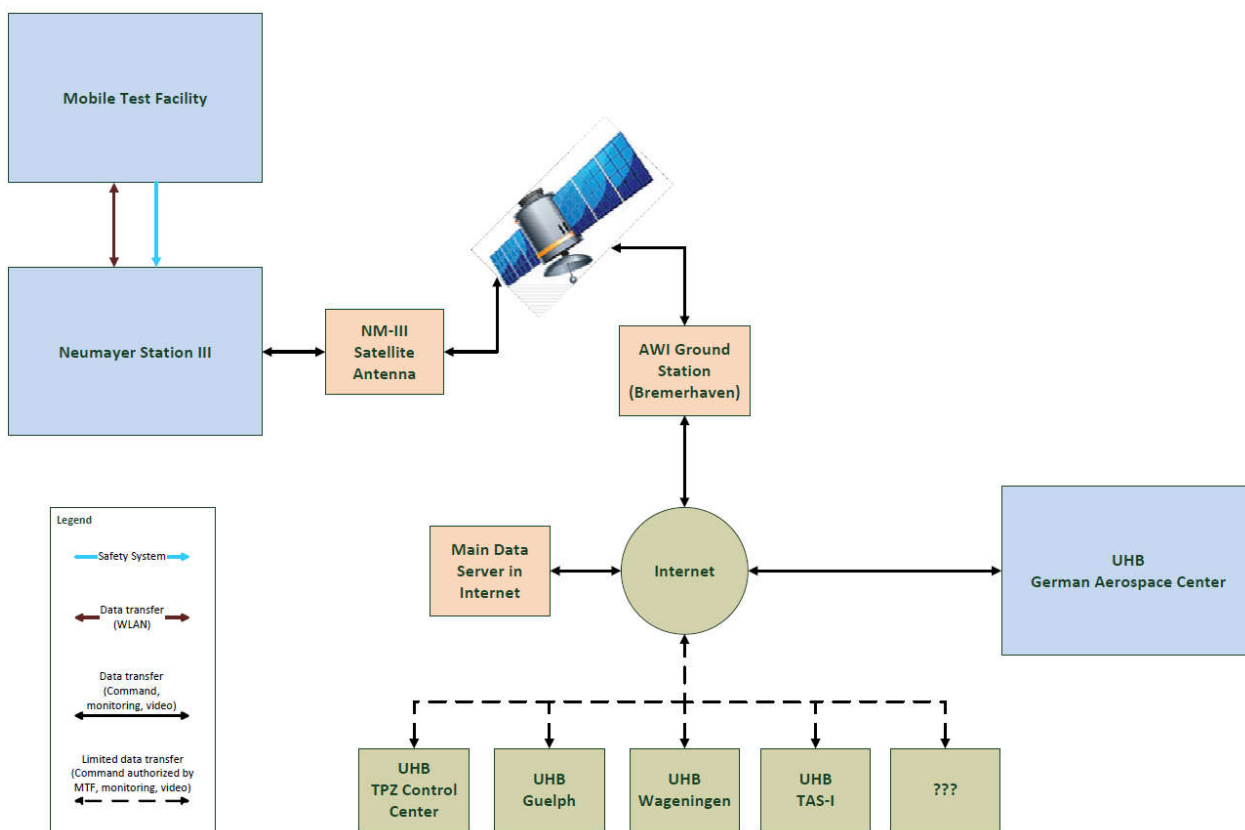 Mobile Test Facility
Neumayer Station III
NM-III
Satellite
Antenna
AWI Ground
Station
(Bremerhaven)
Main Data
Server in
Internet
Internet
UHB
German Aerospace Center
Legend
Safety System
Data transfer
(WLAN)
Data transfer
(Command,
monitoring, video)
Limited data transfer
(Command authorized by
MTF, monitoring, video)
UHB
TPZ Control
Center
UHB
Guelph
UHB
Wageningen
UHB
TAS-I
???